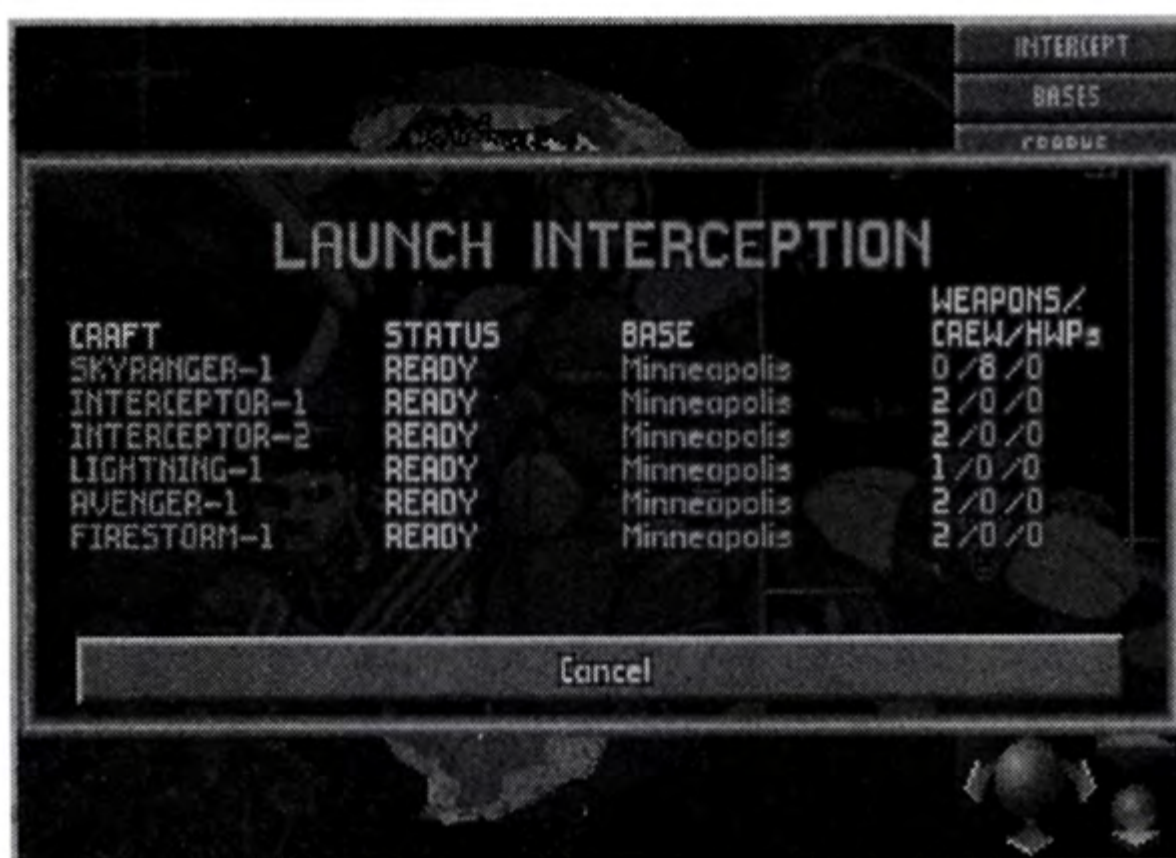 INTERCEPT
BASES
LAUNCH INTERCEPTION
WEAPONS/
CRAFT STATUS BASE CREW/HWPs
SKYRANGER-1 READY Minneapolis 0/8/0
INTERCEPTOR-1 READY Minneapolis 2/0/0
INTERCEPTOR-2 READY Minneapolis 2/0/0
LIGHTNING-1 READY Minneapolis 1/0/0
AVENGER-1 READY Minneapolis 2/0/0
FIRESTORM-1 READY Minneapolis 2/0/0
Cancel